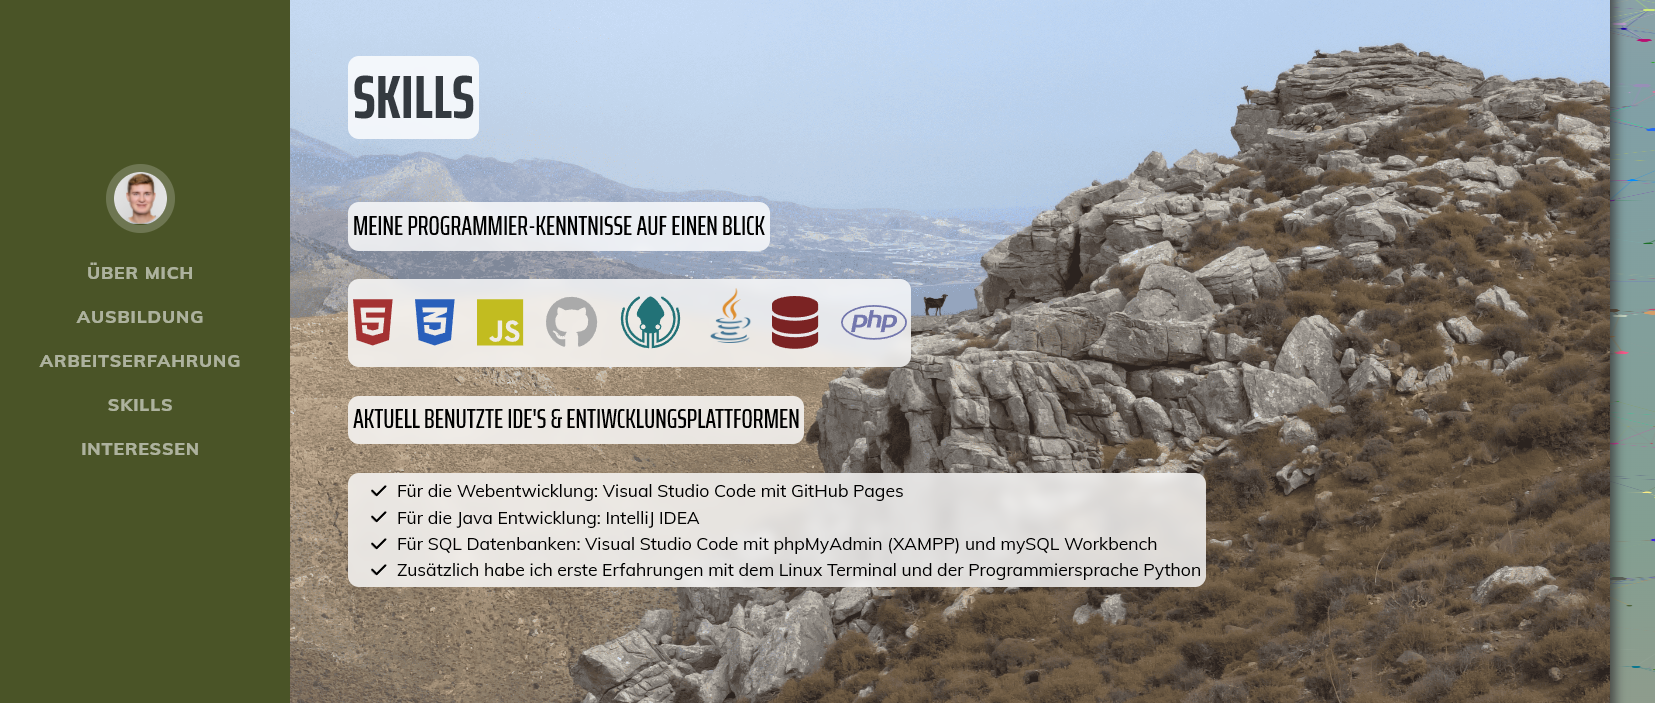 ÜBER MICH
AUSBILDUNG
ARBEITSERFAHRUNG
SKILLS
INTERESSEN
SKILLS
MEINE PROGRAMMIER-KENNTNISSE AUF EINEN BLICK
5 3 JS php
AKTUELL BENUTZTE IDE'S & ENTIWCKLUNGSPLATTFORMEN
Für die Webentwicklung: Visual Studio Code mit GitHub Pages
Für die Java Entwicklung: IntelliJ IDEA
Für SQL Datenbanken: Visual Studio Code mit phpMyAdmin (XAMPP) und mySQL Workbench
Zusätzlich habe ich erste Erfahrungen mit dem Linux Terminal und der Programmiersprache Python